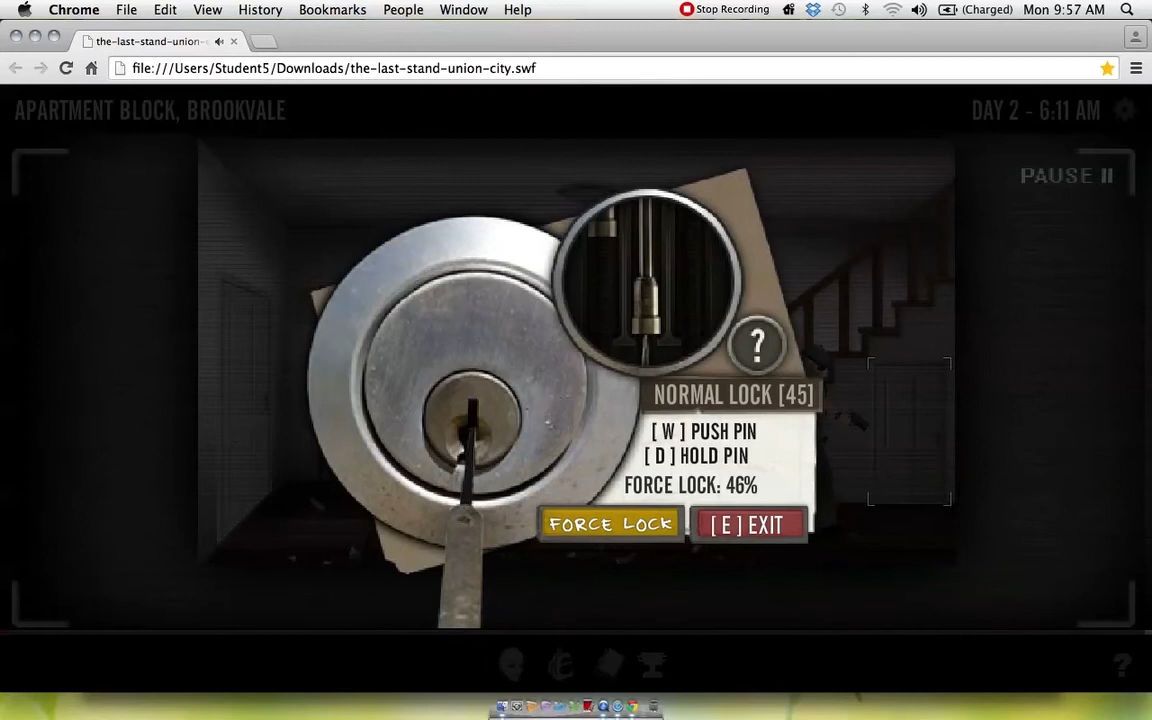 Chrome File Edit View History Bookmarks People Window Help Stop Recording (Charged) Mon 9:57 AM
the-last-stand-union-
file:///Users/Student5/Downloads/the-last-stand-union-city.swf
APARTMENT BLOCK, BROOKVALE
DAY 2 - 6:11 AM
PAUSE II
?
NORMAL LOCK [45]
[ W ] PUSH PIN
[ D ] HOLD PIN
FORCE LOCK: 46%
FORCE LOCK
[ E ] EXIT
?